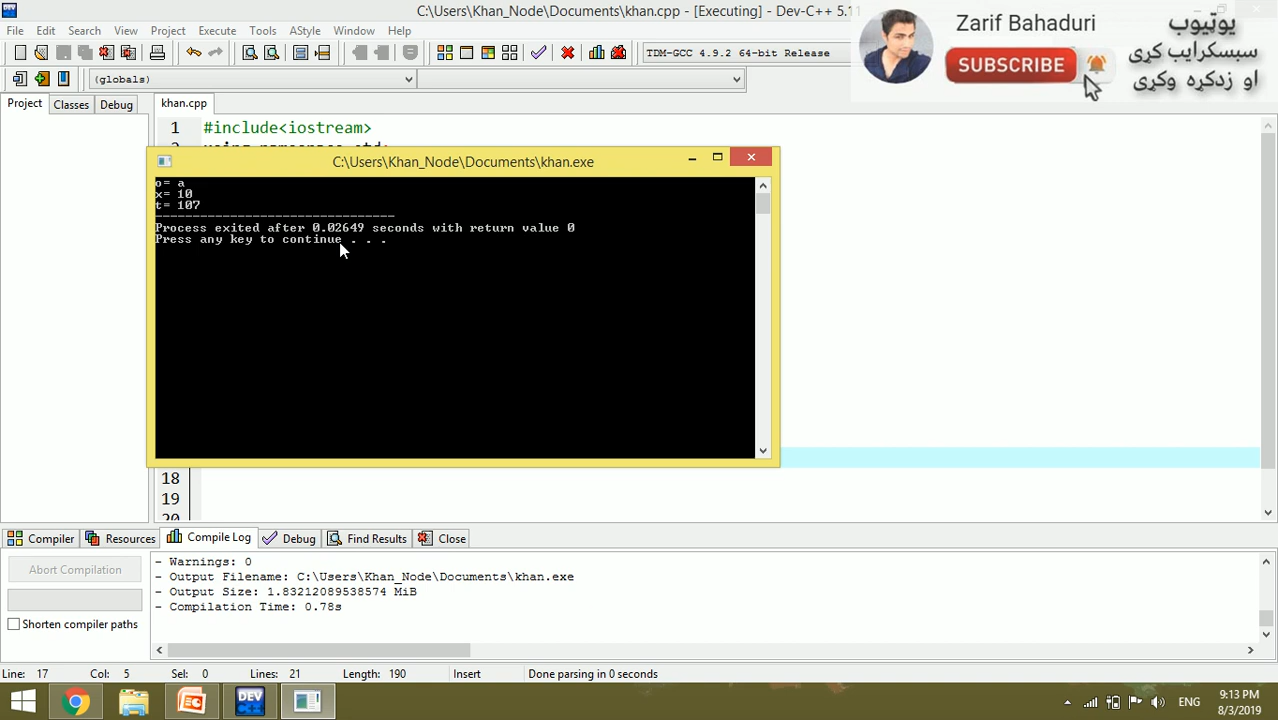 C:\Users\Khan_Node\Documents\khan.cpp - [Executing] - Dev-C++ 5.11
Zarif Bahaduri
SUBSCRIBE
یوټیوب
سبسکرایب کړی
او زدکړه وکړی
File Edit Search View Project Execute Tools AStyle Window Help
TDM-GCC 4.9.2 64-bit Release
(globals)
Project Classes Debug
khan.cpp
1 #include<iostream>
C:\Users\Khan_Node\Documents\khan.exe
o= a
x= 10
t= 107
--------------------------------
Process exited after 0.02649 seconds with return value 0
Press any key to continue . . .
18
19
20
Compiler Resources Compile Log Debug Find Results Close
Abort Compilation
Shorten compiler paths
- Warnings: 0
- Output Filename: C:\Users\Khan_Node\Documents\khan.exe
- Output Size: 1.83212089538574 MiB
- Compilation Time: 0.78s
Line: 17 Col: 5 Sel: 0 Lines: 21 Length: 190 Insert Done parsing in 0 seconds
DEV
ENG
9:13 PM
8/3/2019